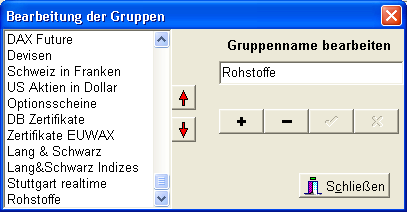 Bearbeitung der Gruppen
DAX Future
Devisen
Schweiz in Franken
US Aktien in Dollar
Optionsscheine
DB Zertifikate
Zertifikate EUWAX
Lang & Schwarz
Lang&Schwarz Indizes
Stuttgart realtime
Rohstoffe
Gruppenname bearbeiten
Rohstoffe
Schließen